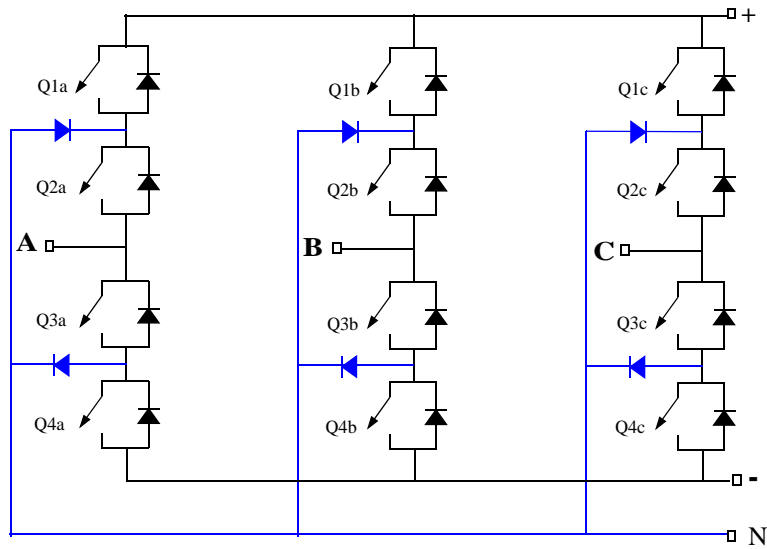 +
Q1a Q1b Q1c
Q2a Q2b Q2c
A B C
Q3a Q3b Q3c
Q4a Q4b Q4c
-
N